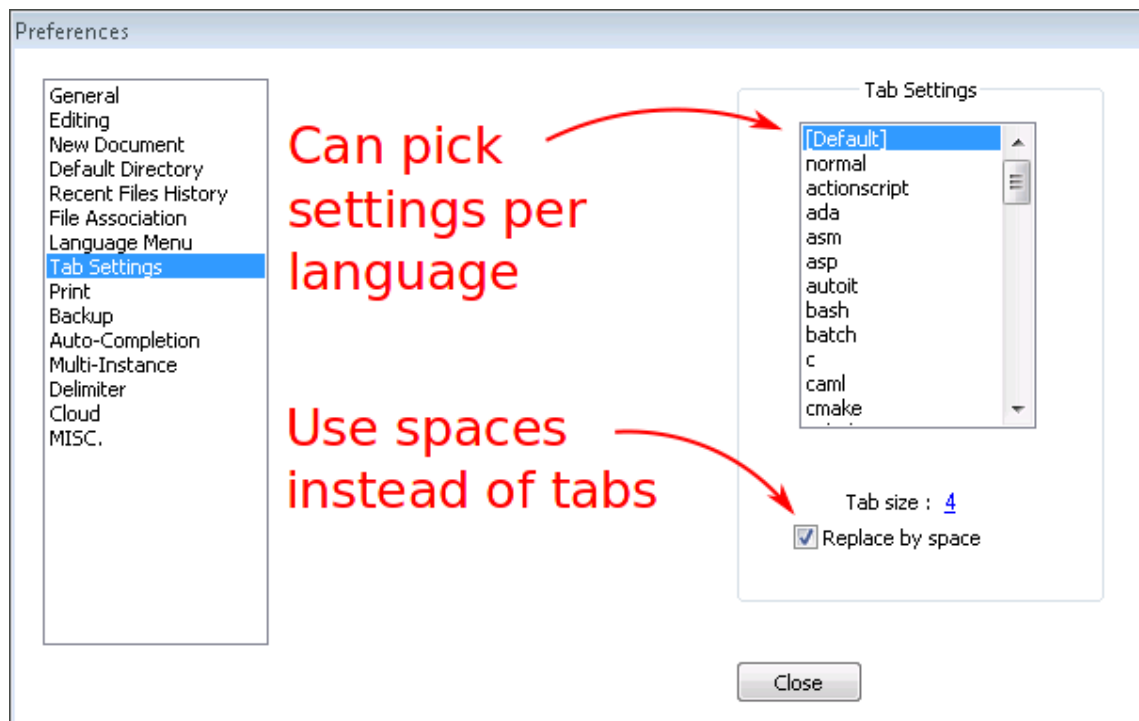 Preferences
General
Editing
New Document
Default Directory
Recent Files History
File Association
Language Menu
Tab Settings
Print
Backup
Auto-Completion
Multi-Instance
Delimiter
Cloud
MISC.
Can pick
settings per
language
Use spaces
instead of tabs
Tab Settings
[Default]
normal
actionscript
ada
asm
asp
autoit
bash
batch
c
caml
cmake
Tab size : 4
Replace by space
Close